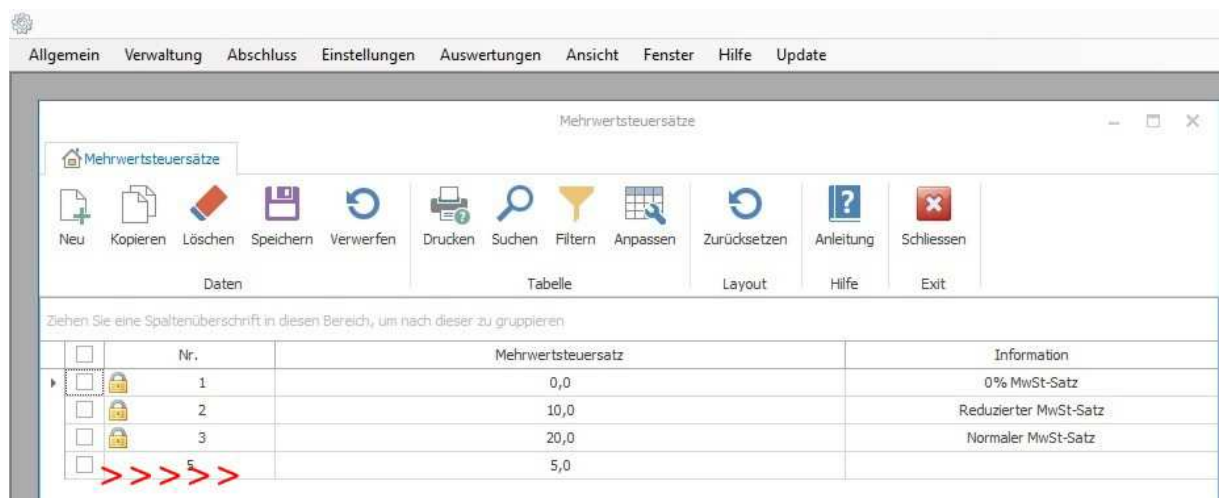 Allgemein Verwaltung Abschluss Einstellungen Auswertungen Ansicht Fenster Hilfe Update
Mehrwertsteuersätze
Mehrwertsteuersätze
Neu Kopieren Löschen Speichern Verwerfen Drucken Suchen Filtern Anpassen Zurücksetzen Anleitung Schliessen
Daten Tabelle Layout Hilfe Exit
Ziehen Sie eine Spaltenüberschrift in diesen Bereich, um nach dieser zu gruppieren
Nr. Mehrwertsteuersatz Information
1 0,0 0% MwSt-Satz
2 10,0 Reduzierter MwSt-Satz
3 20,0 Normaler MwSt-Satz
>>>>> 5 5,0